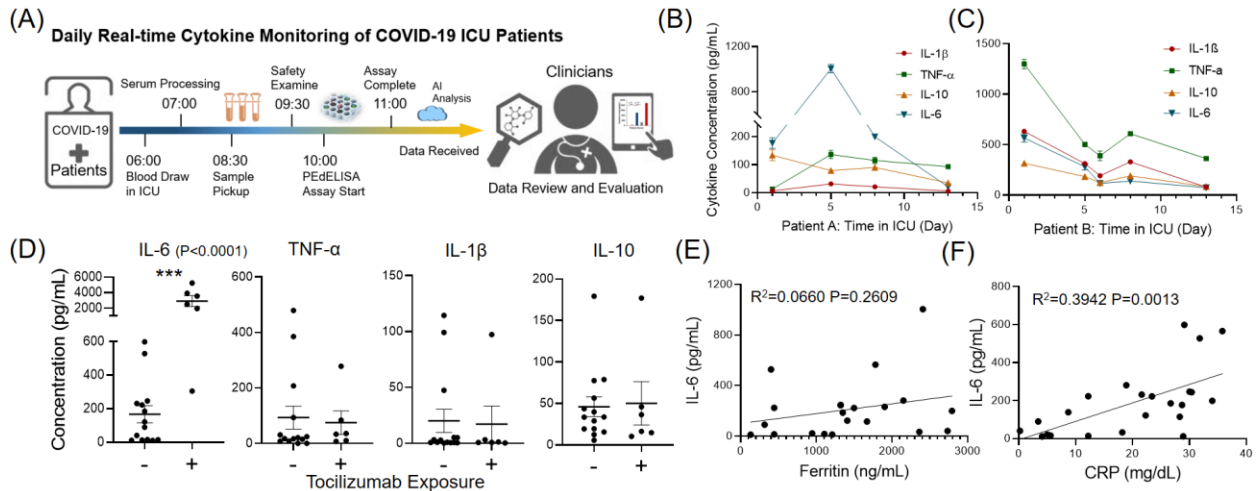 (A)
Daily Real-time Cytokine Monitoring of COVID-19 ICU Patients
Serum Processing
07:00
Safety
Examine
09:30
Assay
Complete
11:00
AI
Analysis
Clinicians
COVID-19
Patients
06:00
Blood Draw
in ICU
08:30
Sample
Pickup
10:00
PEdELISA
Assay Start
Data Received
Data Review and Evaluation
(B)
Cytokine Concentration (pg/mL)
1200
1000
800
200
100
0
0 5 10 15
IL-1β
TNF-α
IL-10
IL-6
Patient A: Time in ICU (Day)
(C)
1500
1000
500
0
0 5 10 15
IL-1ß
TNF-a
IL-10
IL-6
Patient B: Time in ICU (Day)
(D)
Concentration (pg/mL)
IL-6 (P<0.0001)
***
6000
4000
2000
600
400
200
0
- +
TNF-α
600
400
200
0
- +
IL-1β
150
100
50
0
- +
IL-10
200
150
100
50
0
- +
Tocilizumab Exposure
(E)
R²=0.0660 P=0.2609
IL-6 (pg/mL)
1200
800
400
0
0 1000 2000 3000
Ferritin (ng/mL)
(F)
R²=0.3942 P=0.0013
IL-6 (pg/mL)
800
600
400
200
0
0 10 20 30 40
CRP (mg/dL)